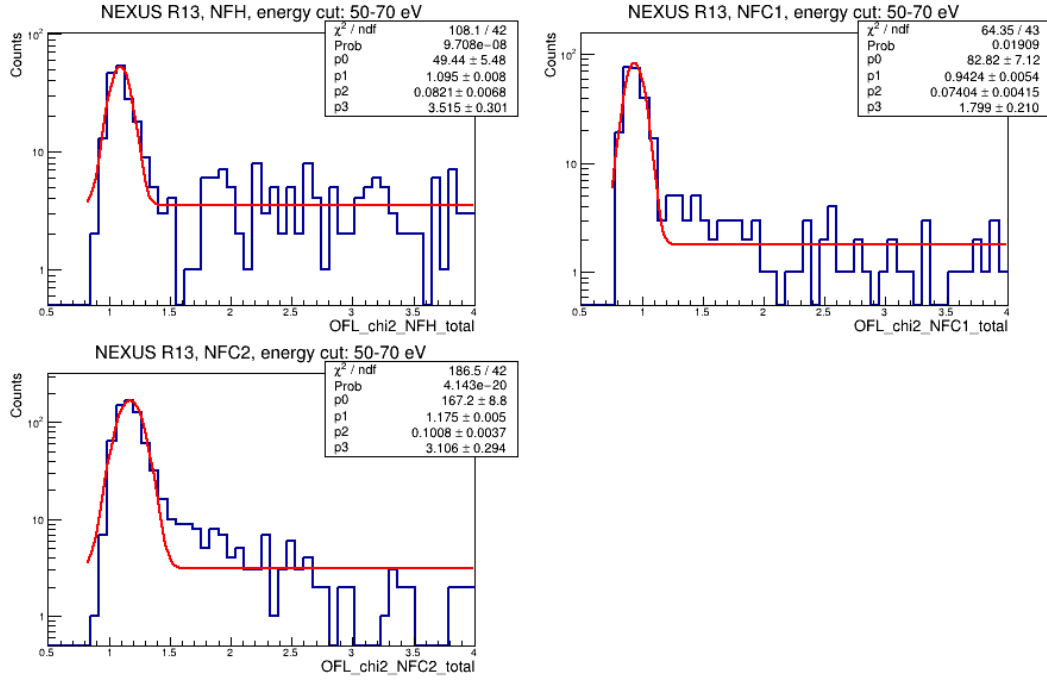 NEXUS R13, NFH, energy cut: 50-70 eV
Counts
χ² / ndf 108.1 / 42
Prob 9.708e-08
p0 49.44 ± 5.48
p1 1.095 ± 0.008
p2 0.0821 ± 0.0068
p3 3.515 ± 0.301
10²
10
1
0.5 1 1.5 2 2.5 3 3.5 4
OFL_chi2_NFH_total
NEXUS R13, NFC1, energy cut: 50-70 eV
Counts
χ² / ndf 64.35 / 43
Prob 0.01909
p0 82.82 ± 7.12
p1 0.9424 ± 0.0054
p2 0.07404 ± 0.00415
p3 1.799 ± 0.210
10²
10
1
0.5 1 1.5 2 2.5 3 3.5 4
OFL_chi2_NFC1_total
NEXUS R13, NFC2, energy cut: 50-70 eV
Counts
χ² / ndf 186.5 / 42
Prob 4.143e-20
p0 167.2 ± 8.8
p1 1.175 ± 0.005
p2 0.1008 ± 0.0037
p3 3.106 ± 0.294
10²
10
1
0.5 1 1.5 2 2.5 3 3.5 4
OFL_chi2_NFC2_total